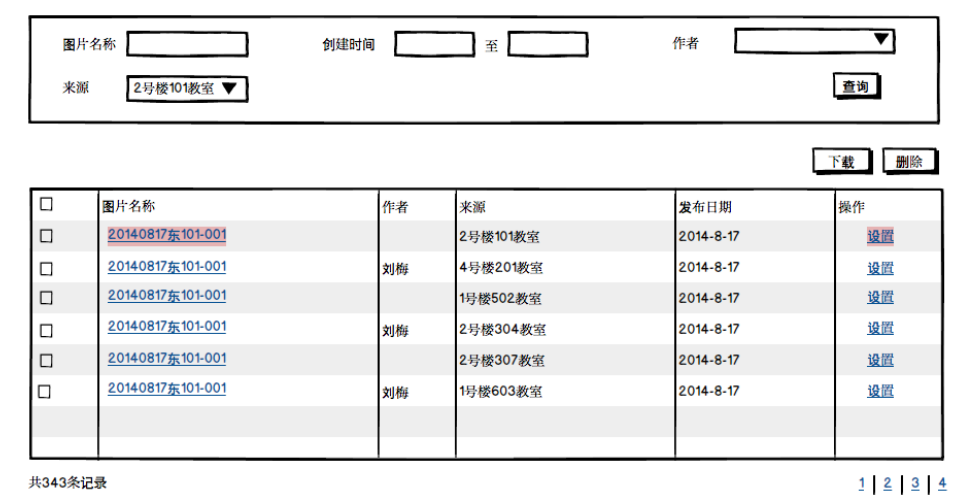 图片名称 创建时间 至 作者
来源 2号楼101教室 查询
下载 删除
图片名称 作者 来源 发布日期 操作
20140817东101-001 2号楼101教室 2014-8-17 设置
20140817东101-001 刘梅 4号楼201教室 2014-8-17 设置
20140817东101-001 1号楼502教室 2014-8-17 设置
20140817东101-001 刘梅 2号楼304教室 2014-8-17 设置
20140817东101-001 2号楼307教室 2014-8-17 设置
20140817东101-001 刘梅 1号楼603教室 2014-8-17 设置
共343条记录 1 | 2 | 3 | 4